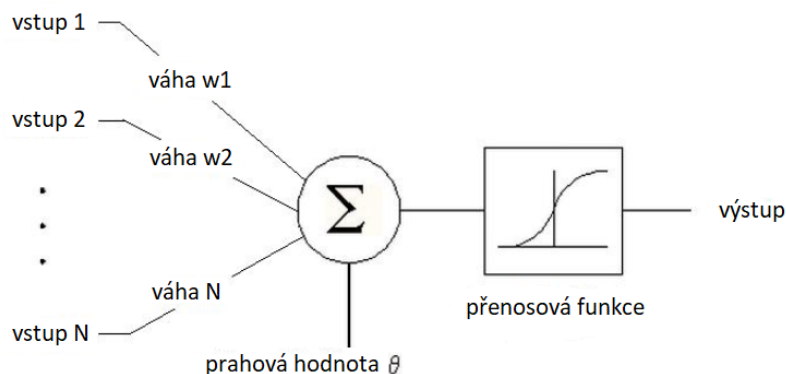 vstup 1
váha w1
vstup 2
váha w2
Σ
výstup
váha N
přenosová funkce
vstup N
prahová hodnota θ